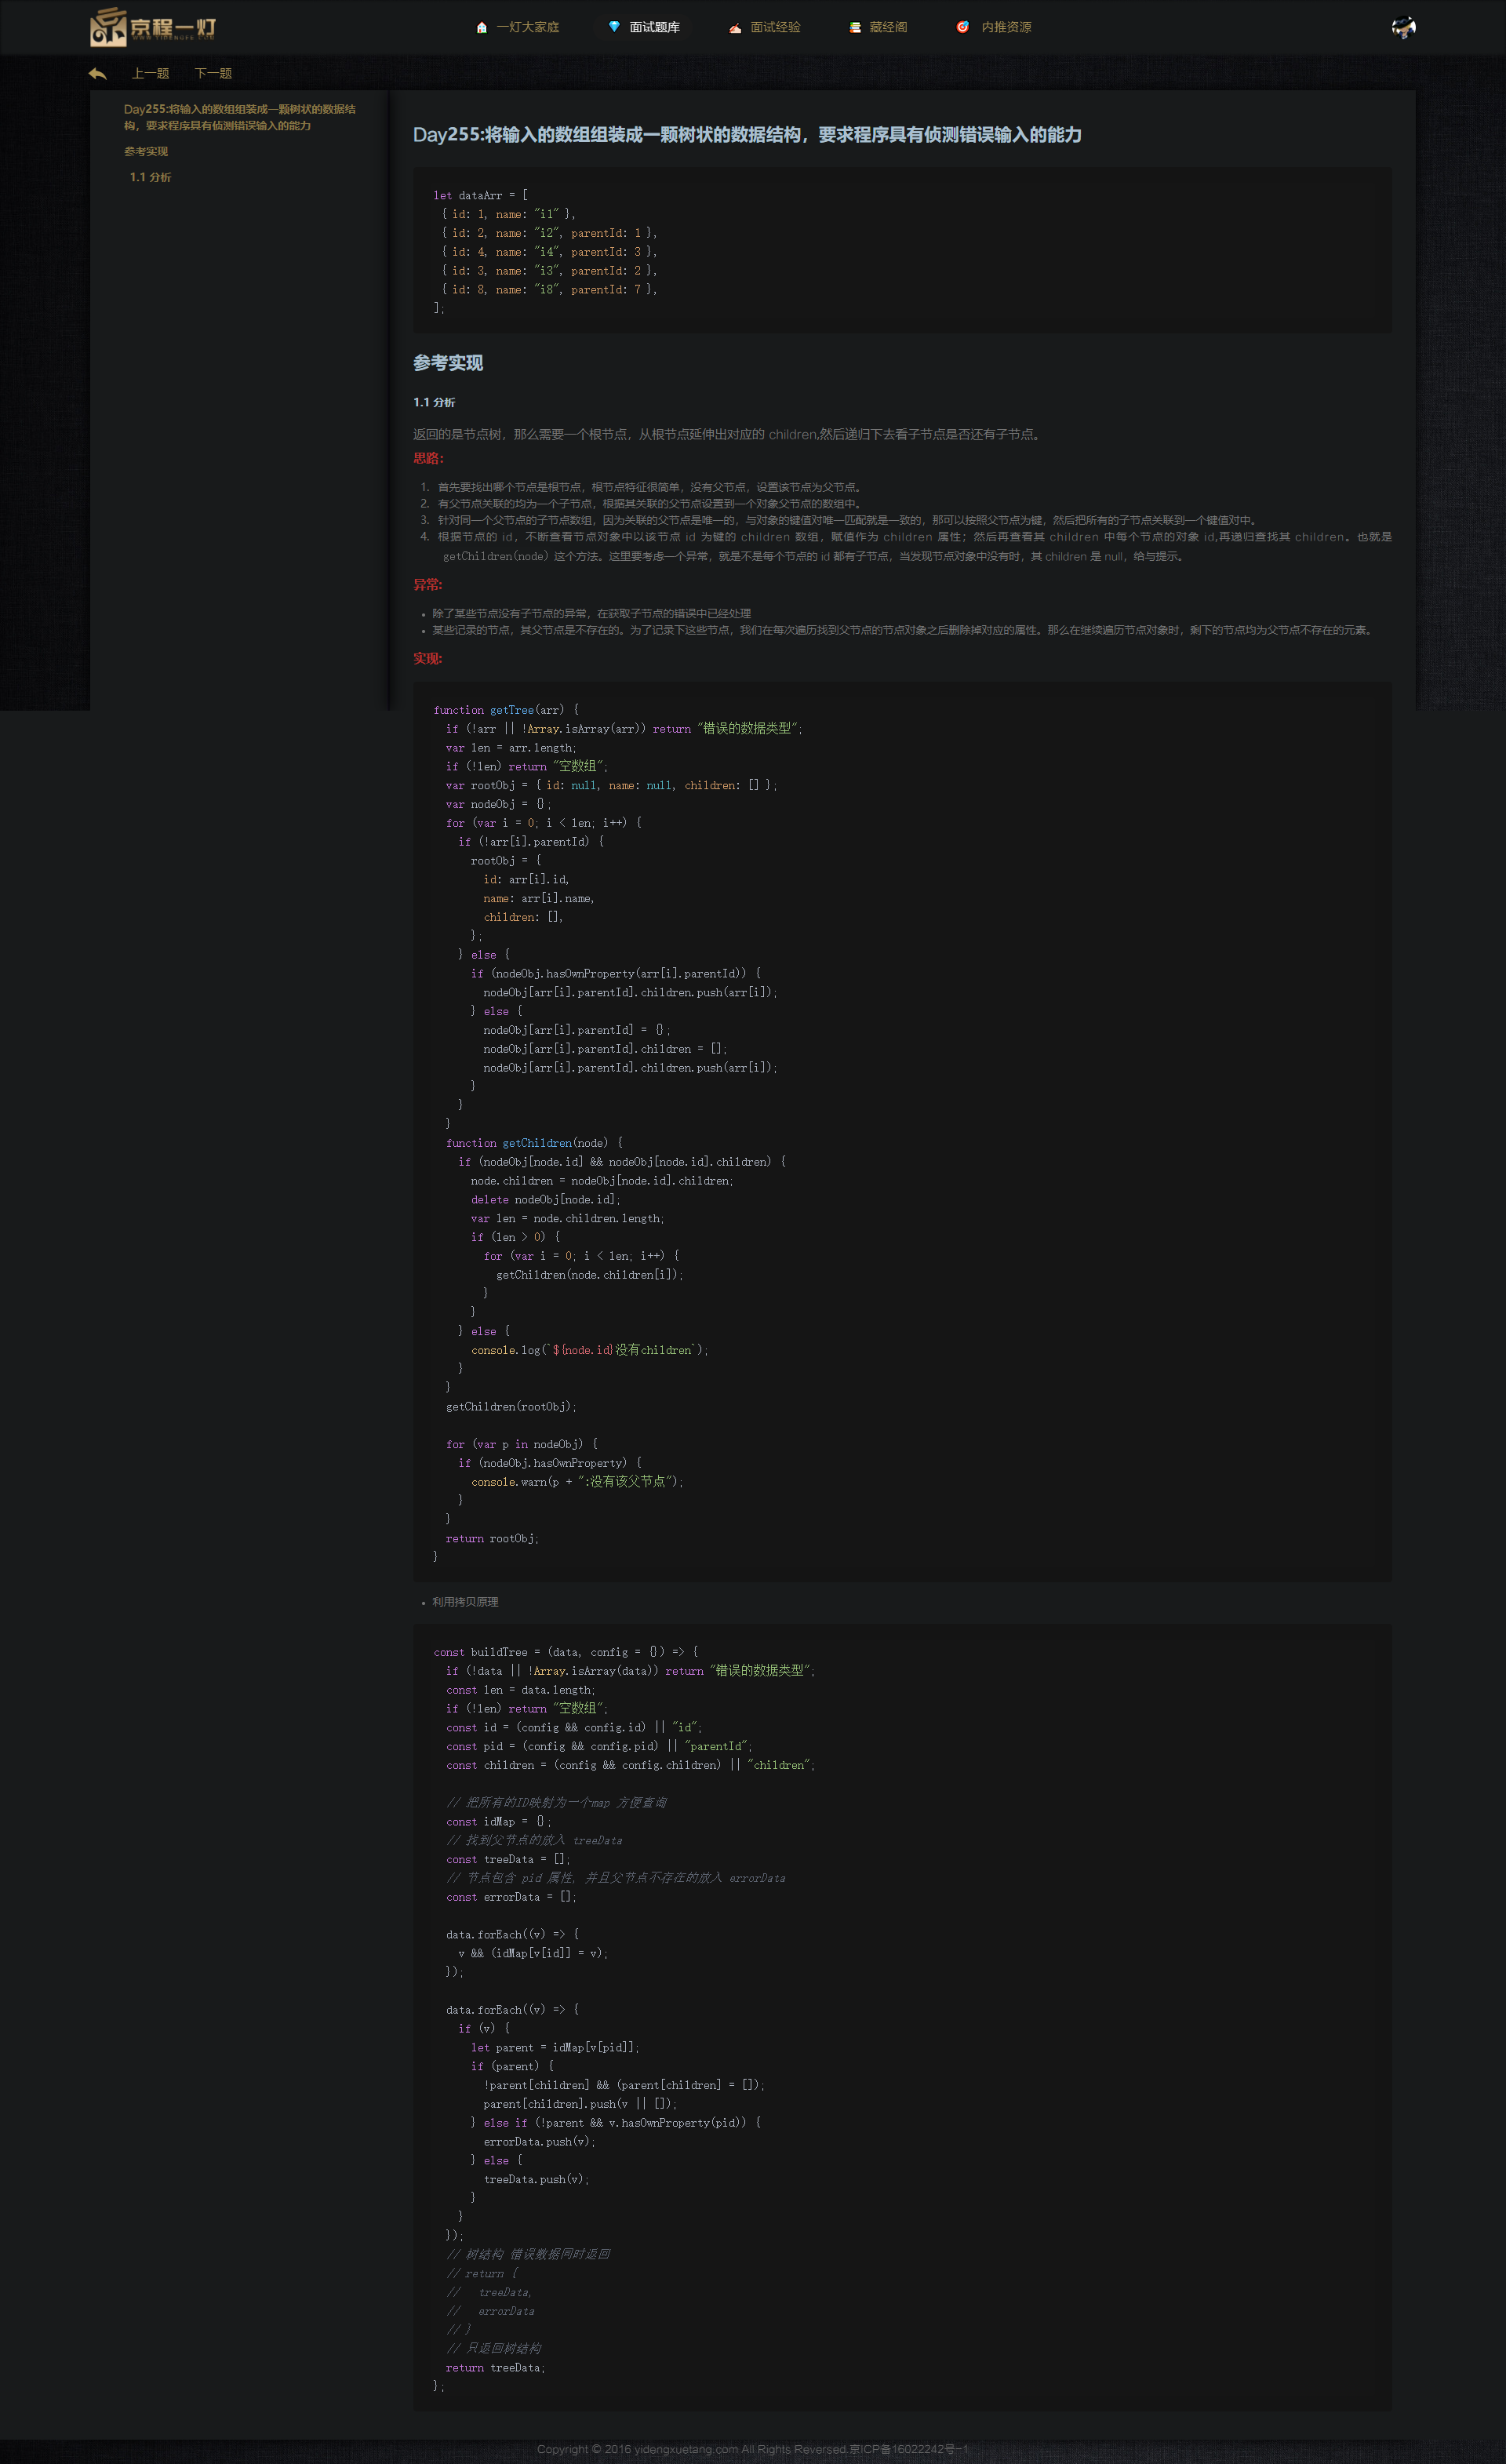 京程一灯
一灯大家庭
面试题库
面试经验
藏经阁
内推资源
上一题 下一题
Day255:将输入的数组组装成一颗树状的数据结
构，要求程序具有侦测错误输入的能力
参考实现
1.1 分析
Day255:将输入的数组组装成一颗树状的数据结构，要求程序具有侦测错误输入的能力
let dataArr = [
 { id: 1, name: "i1" },
 { id: 2, name: "i2", parentId: 1 },
 { id: 4, name: "i4", parentId: 3 },
 { id: 3, name: "i3", parentId: 2 },
 { id: 8, name: "i8", parentId: 7 },
];
参考实现
1.1 分析
返回的是节点树，那么需要一个根节点，从根节点延伸出对应的 children,然后递归下去看子节点是否还有子节点。
思路：
1. 首先要找出哪个节点是根节点，根节点特征很简单，没有父节点，设置该节点为父节点。
2. 有父节点关联的均为一个子节点，根据其关联的父节点设置到一个对象父节点的数组中。
3. 针对同一个父节点的子节点数组，因为关联的父节点是唯一的，与对象的键值对唯一匹配就是一致的，那可以按照父节点为键，然后把所有的子节点关联到一个键值对中。
4. 根据节点的 id，不断查看节点对象中以该节点 id 为键的 children 数组，赋值作为 children 属性；然后再查看其 children 中每个节点的对象 id,再递归查找其 children。也就是
getChildren(node) 这个方法。这里要考虑一个异常，就是不是每个节点的 id 都有子节点，当发现节点对象中没有时，其 children 是 null，给与提示。
异常:
• 除了某些节点没有子节点的异常，在获取子节点的错误中已经处理
• 某些记录的节点，其父节点是不存在的。为了记录下这些节点，我们在每次遍历找到父节点的节点对象之后删除掉对应的属性。那么在继续遍历节点对象时，剩下的节点均为父节点不存在的元素。
实现:
function getTree(arr) {
  if (!arr || !Array.isArray(arr)) return "错误的数据类型";
  var len = arr.length;
  if (!len) return "空数组";
  var rootObj = { id: null, name: null, children: [] };
  var nodeObj = {};
  for (var i = 0; i < len; i++) {
    if (!arr[i].parentId) {
      rootObj = {
        id: arr[i].id,
        name: arr[i].name,
        children: [],
      };
    } else {
      if (nodeObj.hasOwnProperty(arr[i].parentId)) {
        nodeObj[arr[i].parentId].children.push(arr[i]);
      } else {
        nodeObj[arr[i].parentId] = {};
        nodeObj[arr[i].parentId].children = [];
        nodeObj[arr[i].parentId].children.push(arr[i]);
      }
    }
  }
  function getChildren(node) {
    if (nodeObj[node.id] && nodeObj[node.id].children) {
      node.children = nodeObj[node.id].children;
      delete nodeObj[node.id];
      var len = node.children.length;
      if (len > 0) {
        for (var i = 0; i < len; i++) {
          getChildren(node.children[i]);
        }
      }
    } else {
      console.log(`${node.id}没有children`);
    }
  }
  getChildren(rootObj);
  for (var p in nodeObj) {
    if (nodeObj.hasOwnProperty) {
      console.warn(p + ":没有该父节点");
    }
  }
  return rootObj;
}
• 利用拷贝原理
const buildTree = (data, config = {}) => {
  if (!data || !Array.isArray(data)) return "错误的数据类型";
  const len = data.length;
  if (!len) return "空数组";
  const id = (config && config.id) || "id";
  const pid = (config && config.pid) || "parentId";
  const children = (config && config.children) || "children";
  // 把所有的ID映射为一个map 方便查询
  const idMap = {};
  // 找到父节点的放入 treeData
  const treeData = [];
  // 节点包含 pid 属性, 并且父节点不存在的放入 errorData
  const errorData = [];
  data.forEach((v) => {
    v && (idMap[v[id]] = v);
  });
  data.forEach((v) => {
    if (v) {
      let parent = idMap[v[pid]];
      if (parent) {
        !parent[children] && (parent[children] = []);
        parent[children].push(v || []);
      } else if (!parent && v.hasOwnProperty(pid)) {
        errorData.push(v);
      } else {
        treeData.push(v);
      }
    }
  });
  // 树结构 错误数据同时返回
  // return {
  //   treeData,
  //   errorData
  // }
  // 只返回树结构
  return treeData;
};
Copyright © 2016 yidengxuetang.com All Rights Reversed.京ICP备16022242号-1